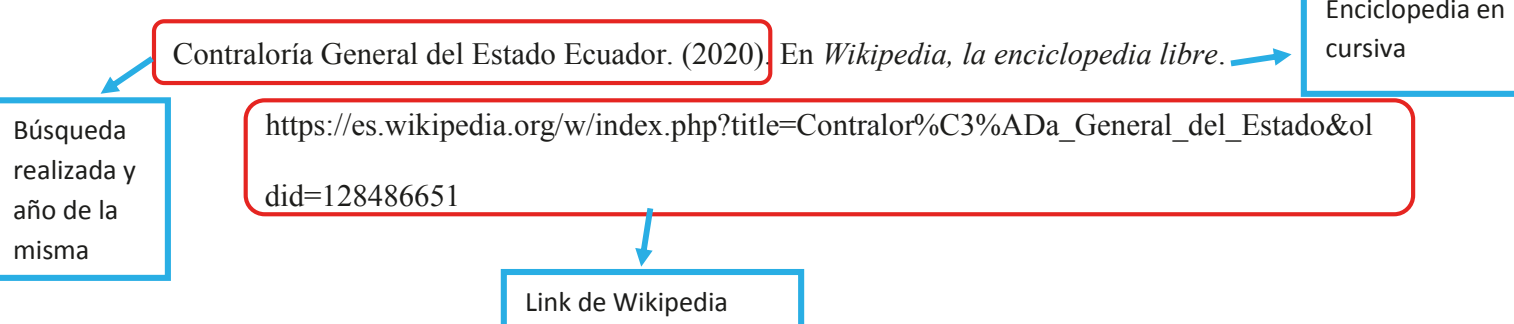 Enciclopedia en
cursiva
Contraloría General del Estado Ecuador. (2020). En Wikipedia, la enciclopedia libre.
https://es.wikipedia.org/w/index.php?title=Contralor%C3%ADa_General_del_Estado&ol
did=128486651
Búsqueda
realizada y
año de la
misma
Link de Wikipedia